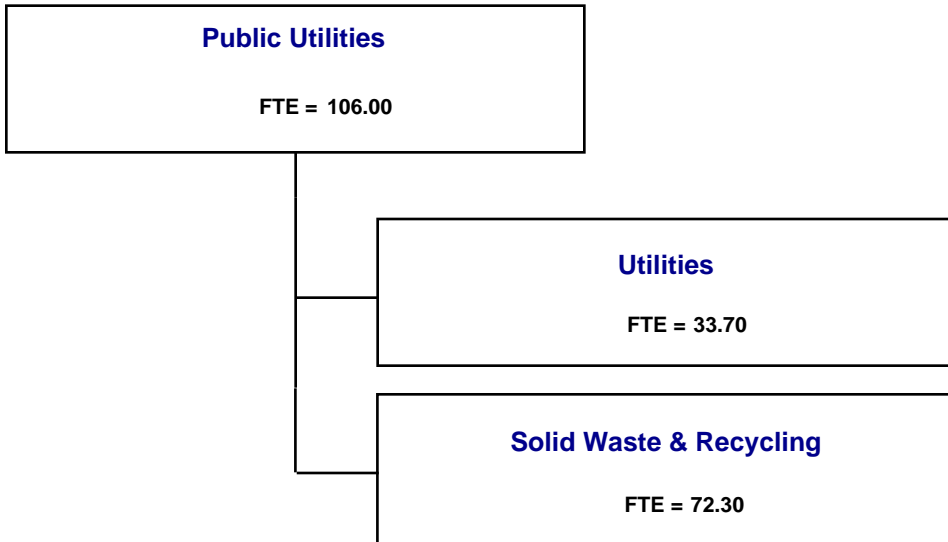 Public Utilities
FTE = 106.00
Utilities
FTE = 33.70
Solid Waste & Recycling
FTE = 72.30